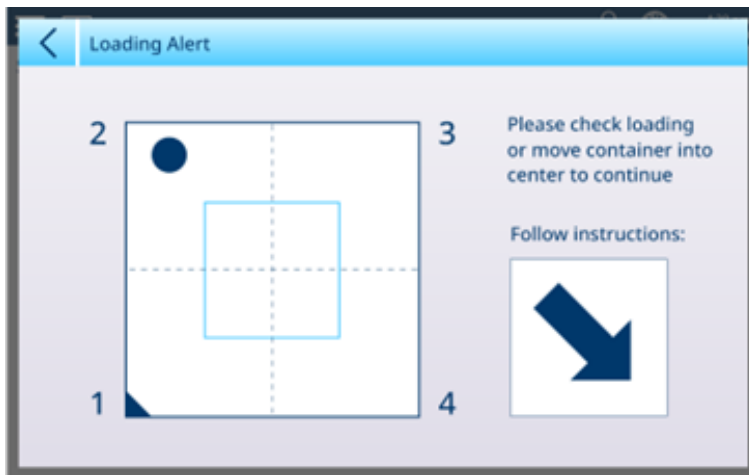 Loading Alert
2
3
Please check loading
or move container into
center to continue
Follow instructions:
1
4